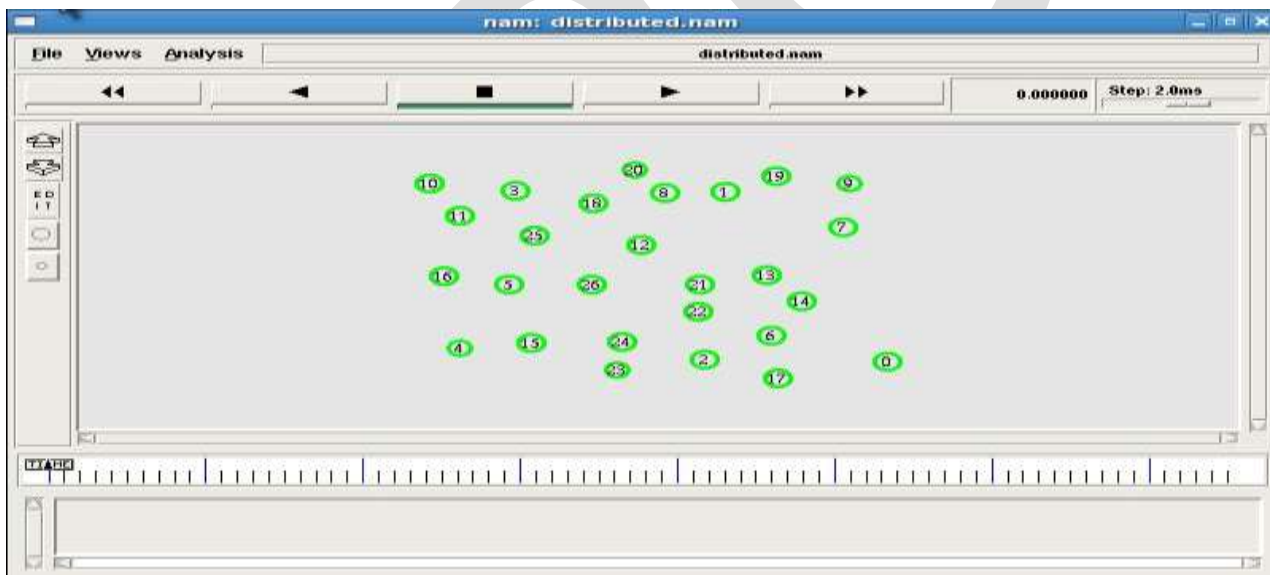 nam: distributed.nam
File Views Analysis distributed.nam
0.000000 Step: 2.0ms
E D
I T
20
10 3 8 1 19 9
18
11
25 12 7
16 5 26 21 13
22 14
4 15 24 2 6 0
23 17
TIME